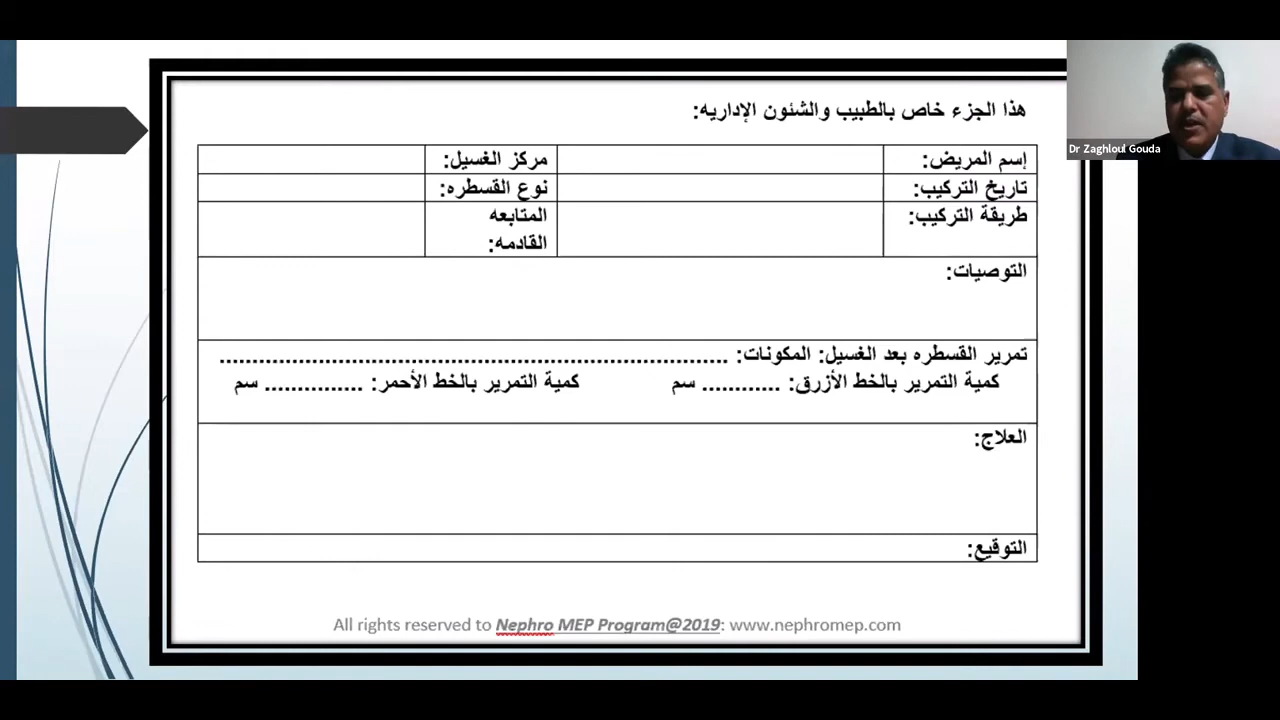 هذا الجزء خاص بالطبيب والشئون الإداريه:
إسم المريض: مركز الغسيل:
تاريخ التركيب: نوع القسطره:
طريقة التركيب: المتابعه
القادمه:
التوصيات:
تمرير القسطره بعد الغسيل: المكونات: ..............................................................................
كمية التمرير بالخط الأزرق: ............ سم كمية التمرير بالخط الأحمر: ............... سم
العلاج:
التوقيع:
All rights reserved to Nephro MEP Program@2019: www.nephromep.com
Dr Zaghloul Gouda